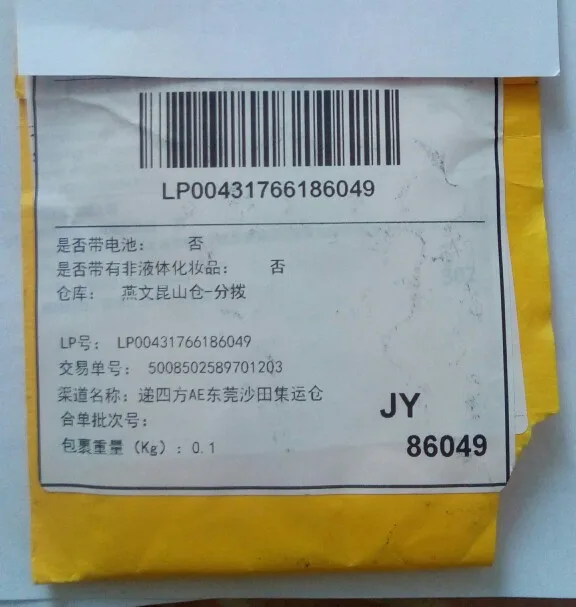 LP00431766186049
是否带电池： 否
是否带有非液体化妆品： 否
仓库： 燕文昆山仓-分拨
LP号： LP00431766186049
交易单号： 5008502589701203
渠道名称： 递四方AE东莞沙田集运仓
合单批次号：
包裹重量（Kg）：0.1
JY
86049